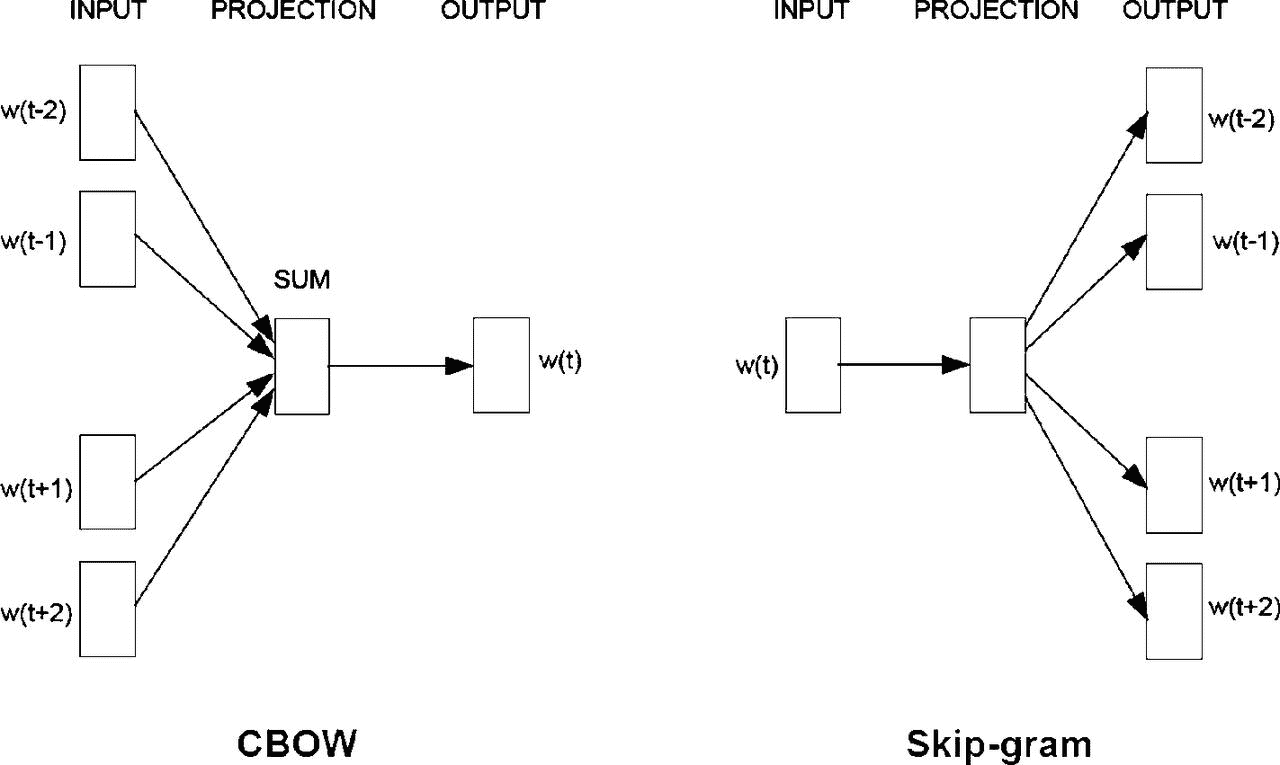 INPUT PROJECTION OUTPUT
w(t-2)
w(t-1)
SUM
w(t)
w(t+1)
w(t+2)
CBOW
INPUT PROJECTION OUTPUT
w(t-2)
w(t-1)
w(t)
w(t+1)
w(t+2)
Skip-gram